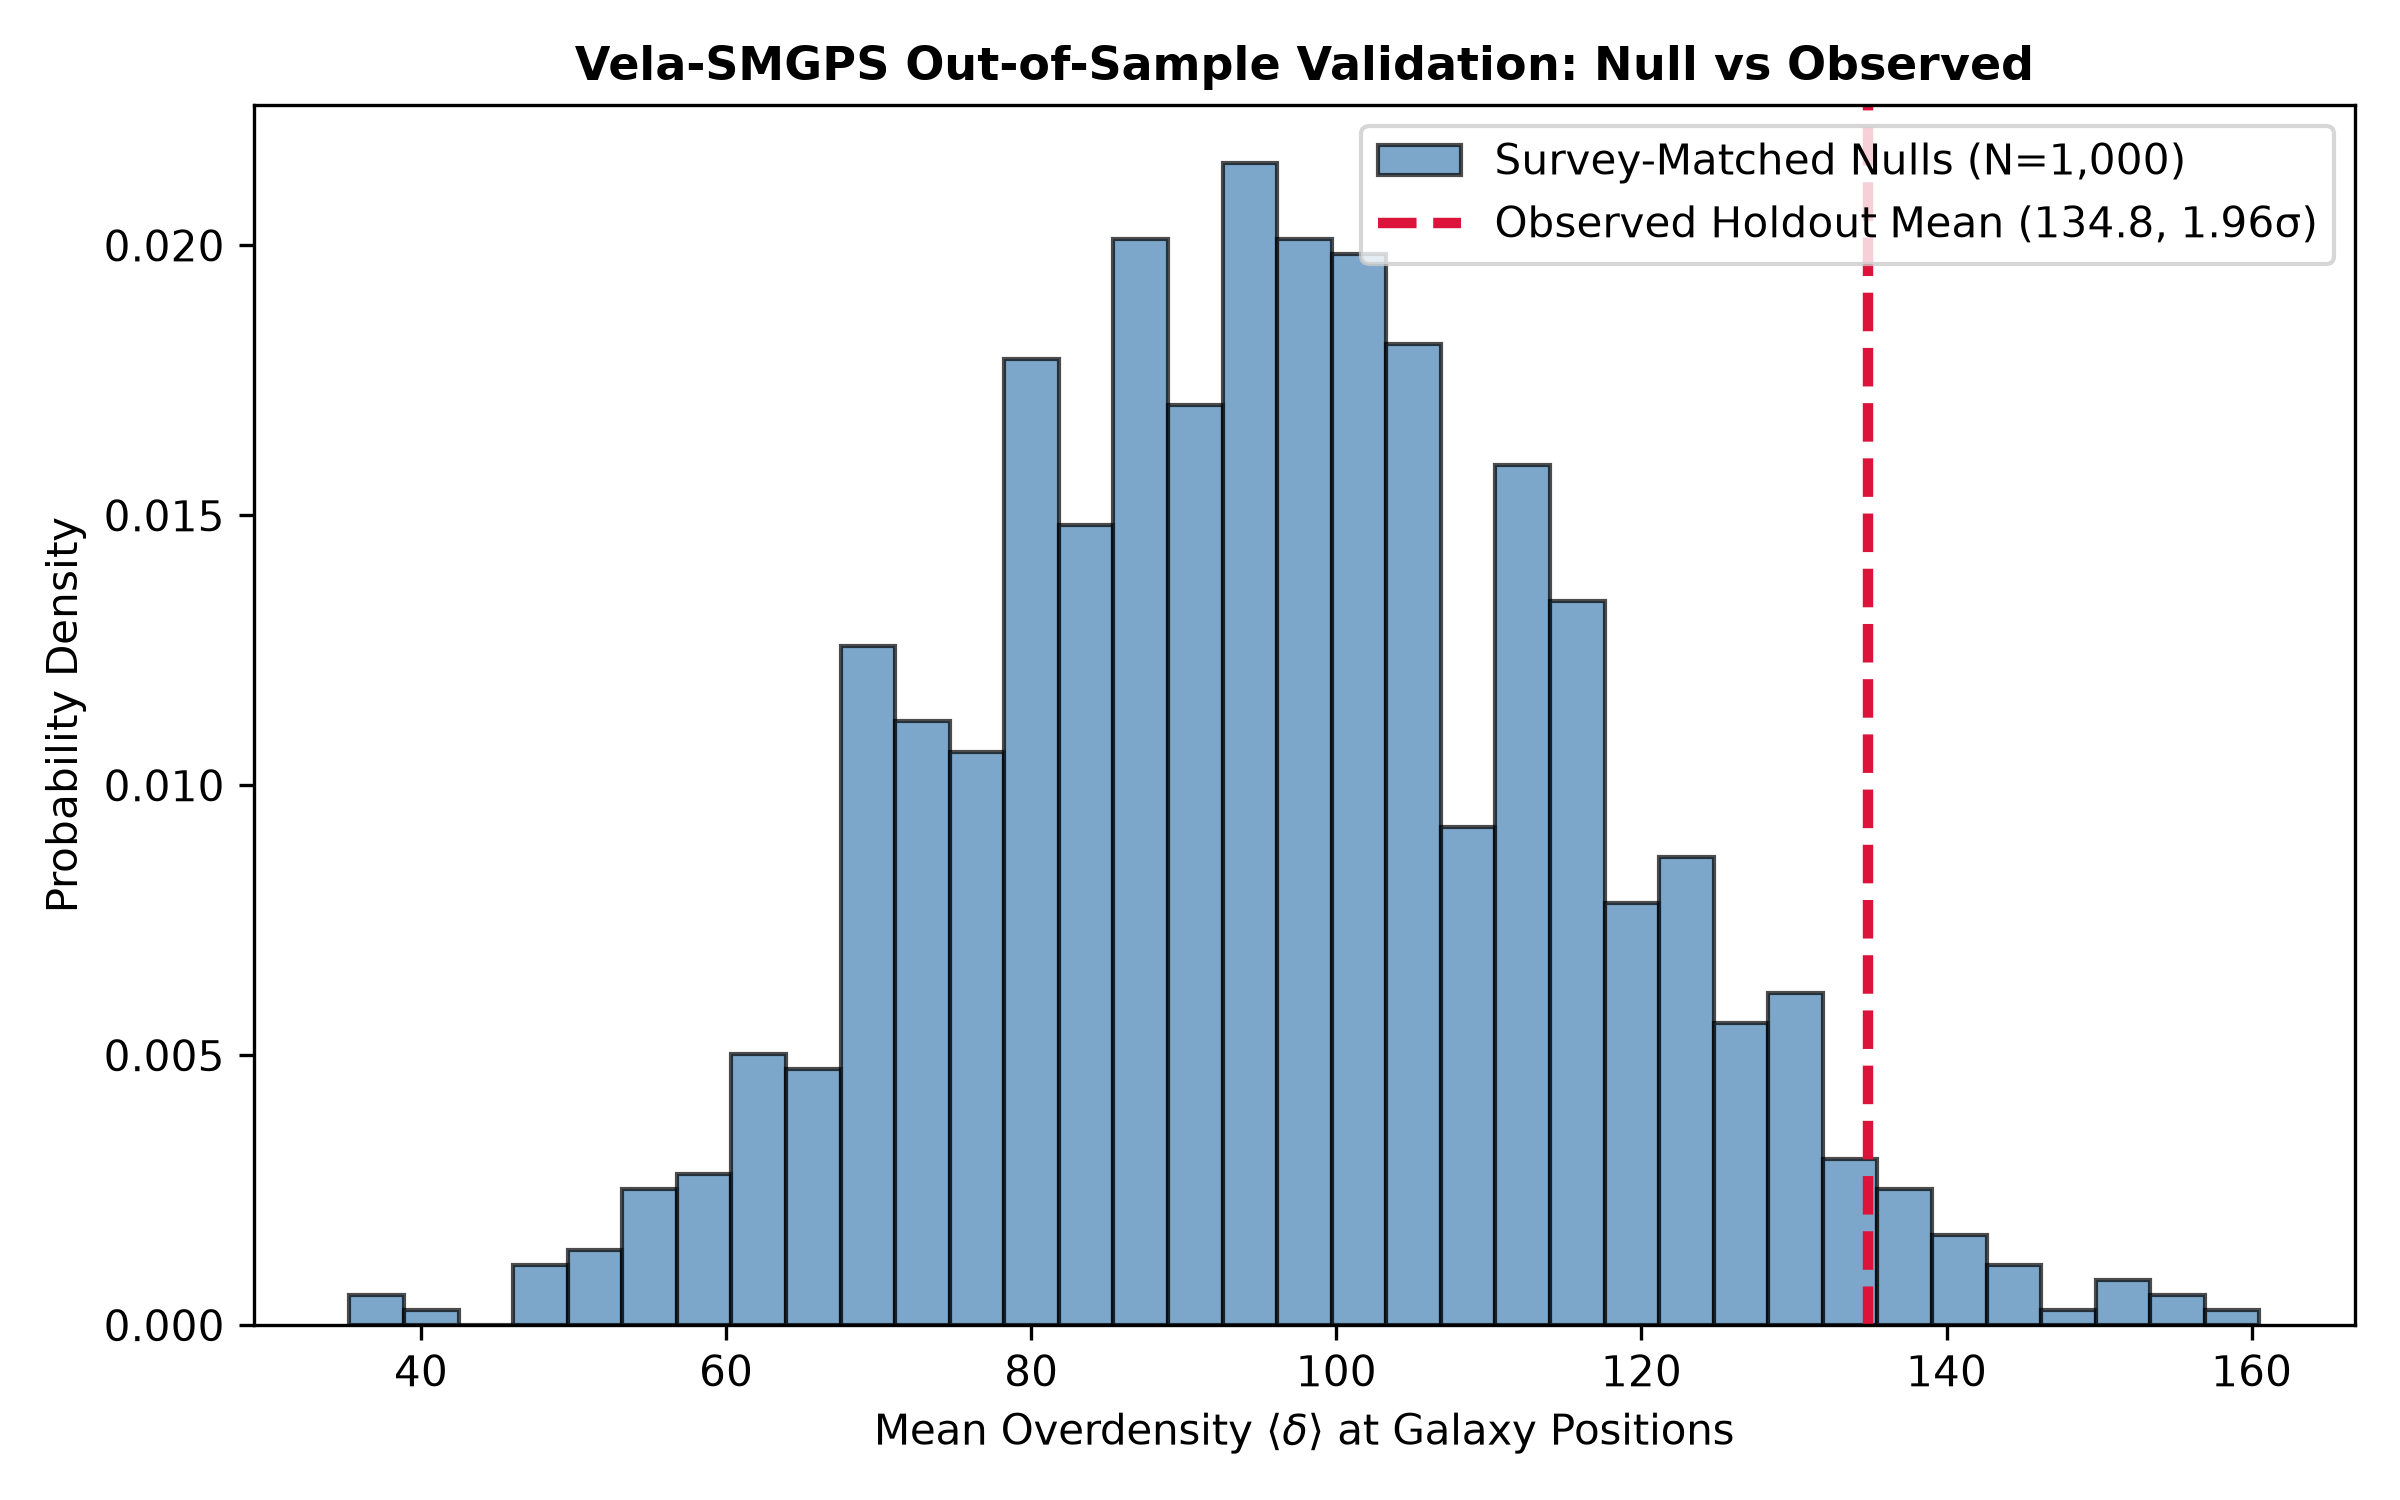 Vela-SMGPS Out-of-Sample Validation: Null vs Observed
Survey-Matched Nulls (N=1,000)
Observed Holdout Mean (134.8, 1.96σ)
Probability Density
0.020
0.015
0.010
0.005
0.000
40 60 80 100 120 140 160
Mean Overdensity ⟨δ⟩ at Galaxy Positions